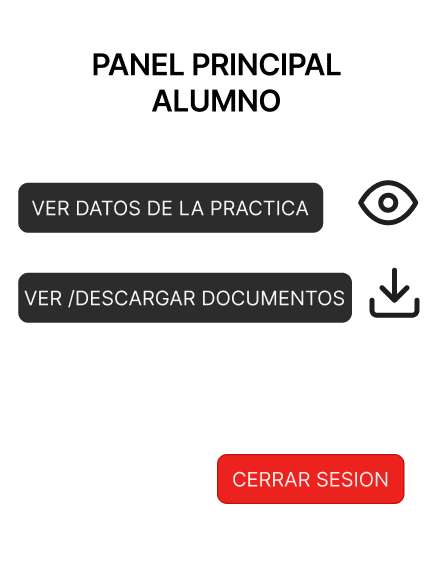 PANEL PRINCIPAL
ALUMNO
VER DATOS DE LA PRACTICA
VER /DESCARGAR DOCUMENTOS
CERRAR SESION